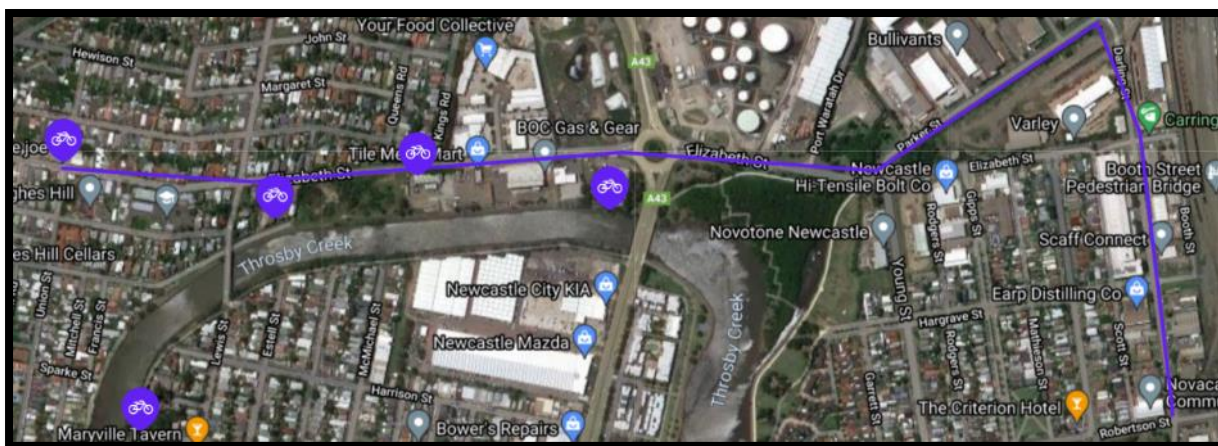 Your Food Collective
John St
Hewison St
Margaret St
Queens Rd
Kings Rd
A43
Bullivants
Port Waratah Dr
Darling St
BOC Gas & Gear
Varley
Carring
Parker St
e.joe
Tile Me Mart
Elizabeth St
Elizabeth St
Elizabeth St
Newcastle
Hi-Tensile Bolt Co
Booth Street
Pedestrian Bridge
ghes Hill
A43
Rodgers St
Gipps St
Booth St
Throsby Creek
Novotone Newcastle
Scaff Connect
es Hill Cellars
Newcastle City KIA
Young St
Earp Distilling Co
Union St
Mitchell St
Francis St
Lewis St
Estell St
McMichael St
Throsby Creek
Hargrave St
Newcastle Mazda
Rodgers St
Mathieson St
Scott St
Sparke St
Garrett St
Harrison St
Novaca
Commu
The Criterion Hotel
Maryville Tavern
Bower's Repairs
Robertson St